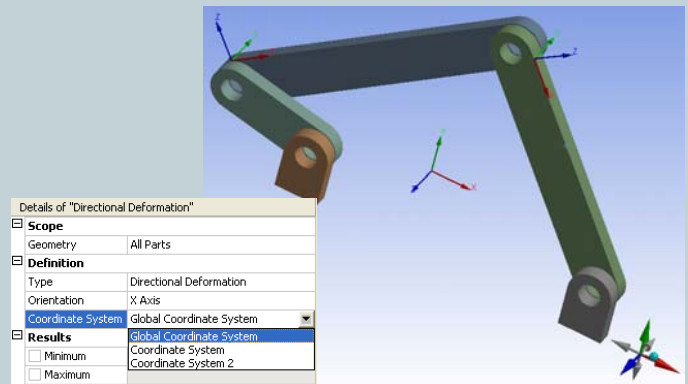 Details of "Directional Deformation"
Scope
Geometry All Parts
Definition
Type Directional Deformation
Orientation X Axis
Coordinate System Global Coordinate System
Results Global Coordinate System
Coordinate System
Minimum Coordinate System 2
Maximum